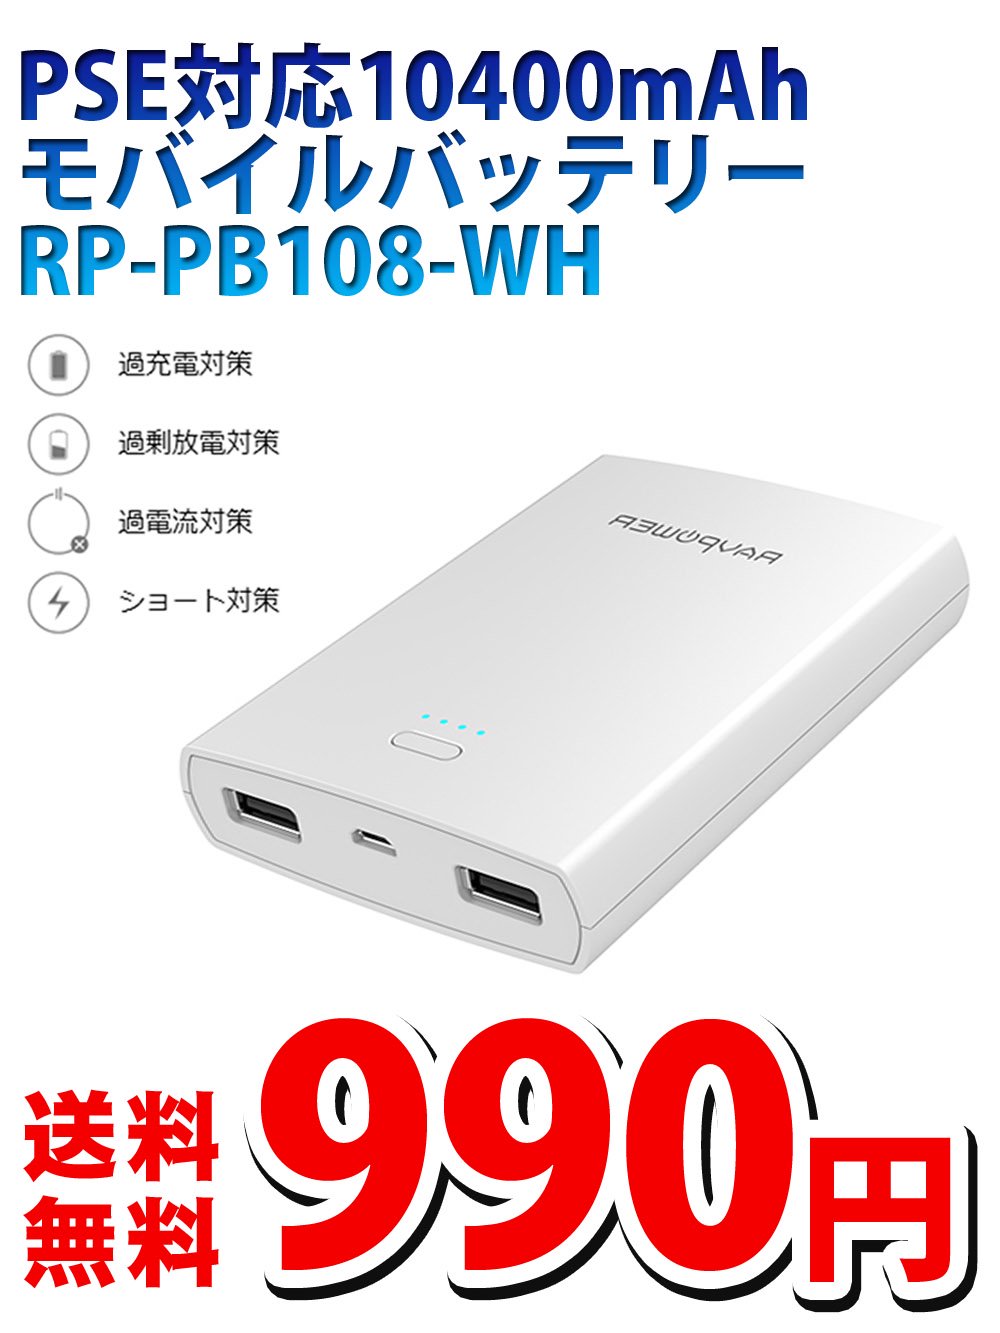 PSE対応10400mAh
モバイルバッテリー
RP-PB108-WH
過充電対策
過剰放電対策
過電流対策
ショート対策
RAVPOWER
送料
無料
990円